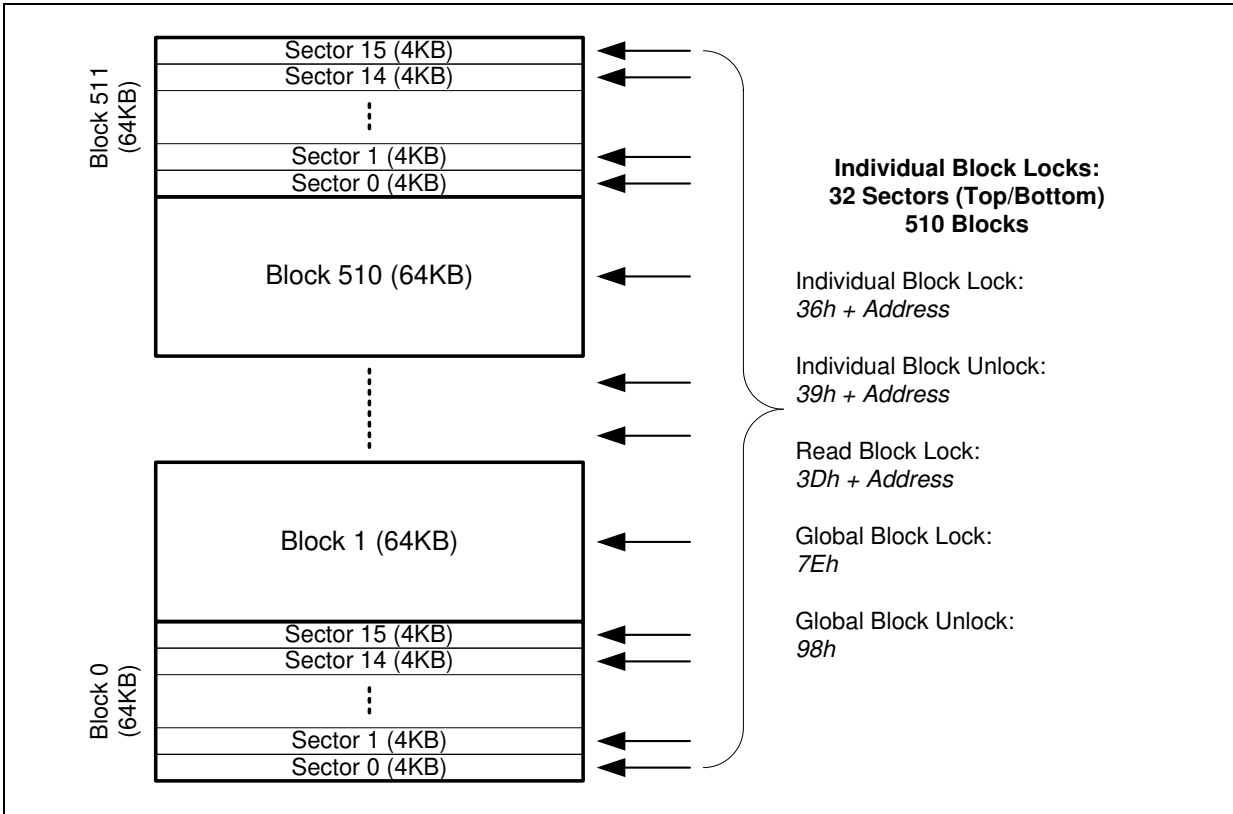 Block 511
(64KB)
Sector 15 (4KB)
Sector 14 (4KB)
Sector 1 (4KB)
Sector 0 (4KB)
Block 510 (64KB)
Block 1 (64KB)
Block 0
(64KB)
Sector 15 (4KB)
Sector 14 (4KB)
Sector 1 (4KB)
Sector 0 (4KB)
Individual Block Locks:
32 Sectors (Top/Bottom)
510 Blocks
Individual Block Lock:
36h + Address
Individual Block Unlock:
39h + Address
Read Block Lock:
3Dh + Address
Global Block Lock:
7Eh
Global Block Unlock:
98h